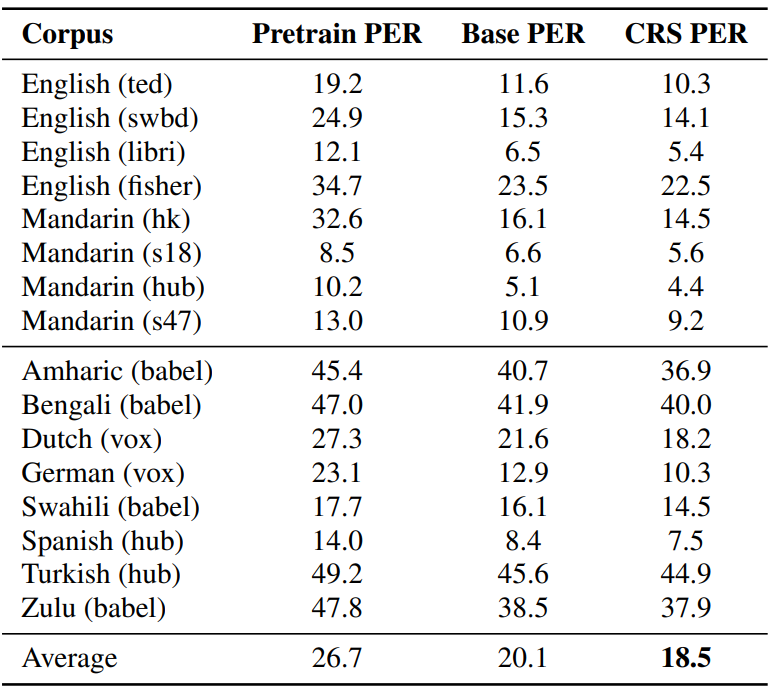 Corpus Pretrain PER Base PER CRS PER
English (ted) 19.2 11.6 10.3
English (swbd) 24.9 15.3 14.1
English (libri) 12.1 6.5 5.4
English (fisher) 34.7 23.5 22.5
Mandarin (hk) 32.6 16.1 14.5
Mandarin (s18) 8.5 6.6 5.6
Mandarin (hub) 10.2 5.1 4.4
Mandarin (s47) 13.0 10.9 9.2
Amharic (babel) 45.4 40.7 36.9
Bengali (babel) 47.0 41.9 40.0
Dutch (vox) 27.3 21.6 18.2
German (vox) 23.1 12.9 10.3
Swahili (babel) 17.7 16.1 14.5
Spanish (hub) 14.0 8.4 7.5
Turkish (hub) 49.2 45.6 44.9
Zulu (babel) 47.8 38.5 37.9
Average 26.7 20.1 18.5